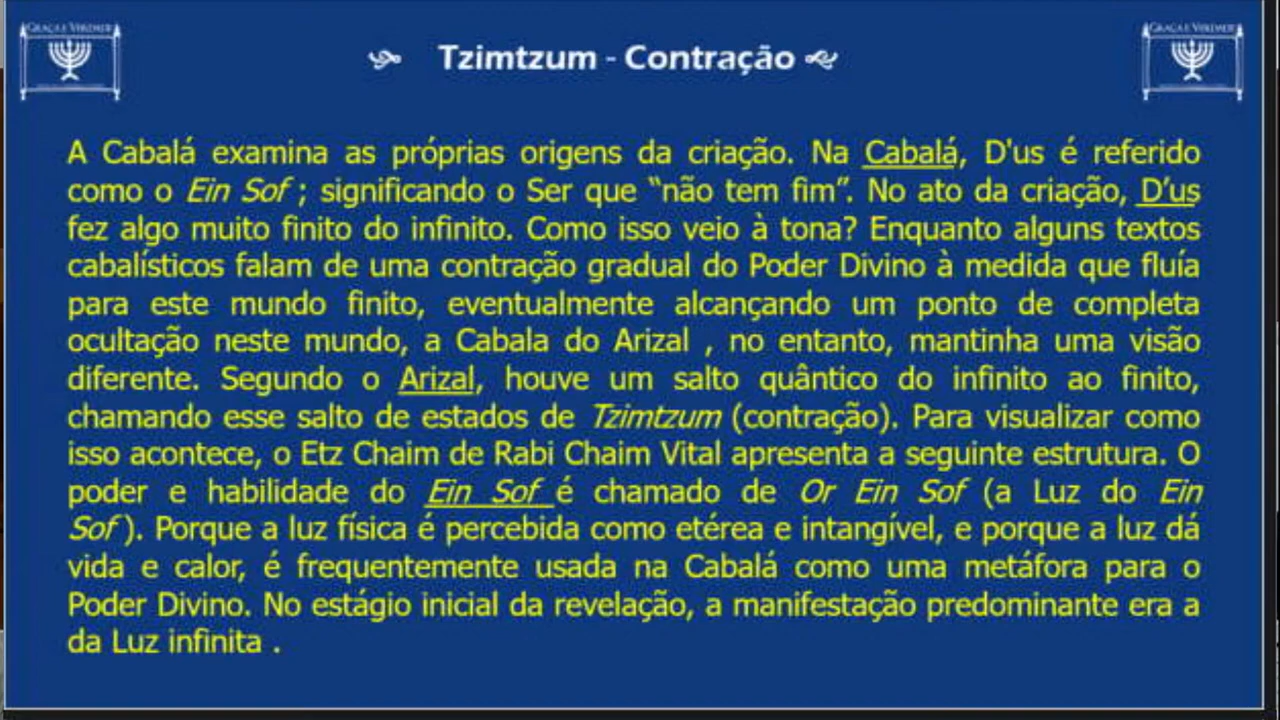 GRAÇA E VERDADE
GRAÇA E VERDADE
Tzimtzum - Contração
A Cabalá examina as próprias origens da criação. Na Cabalá, D'us é referido
como o Ein Sof ; significando o Ser que “não tem fim”. No ato da criação, D’us
fez algo muito finito do infinito. Como isso veio à tona? Enquanto alguns textos
cabalísticos falam de uma contração gradual do Poder Divino à medida que fluía
para este mundo finito, eventualmente alcançando um ponto de completa
ocultação neste mundo, a Cabala do Arizal , no entanto, mantinha uma visão
diferente. Segundo o Arizal, houve um salto quântico do infinito ao finito,
chamando esse salto de estados de Tzimtzum (contração). Para visualizar como
isso acontece, o Etz Chaim de Rabi Chaim Vital apresenta a seguinte estrutura. O
poder e habilidade do Ein Sof é chamado de Or Ein Sof (a Luz do Ein
Sof ). Porque a luz física é percebida como etérea e intangível, e porque a luz dá
vida e calor, é frequentemente usada na Cabalá como uma metáfora para o
Poder Divino. No estágio inicial da revelação, a manifestação predominante era a
da Luz infinita .